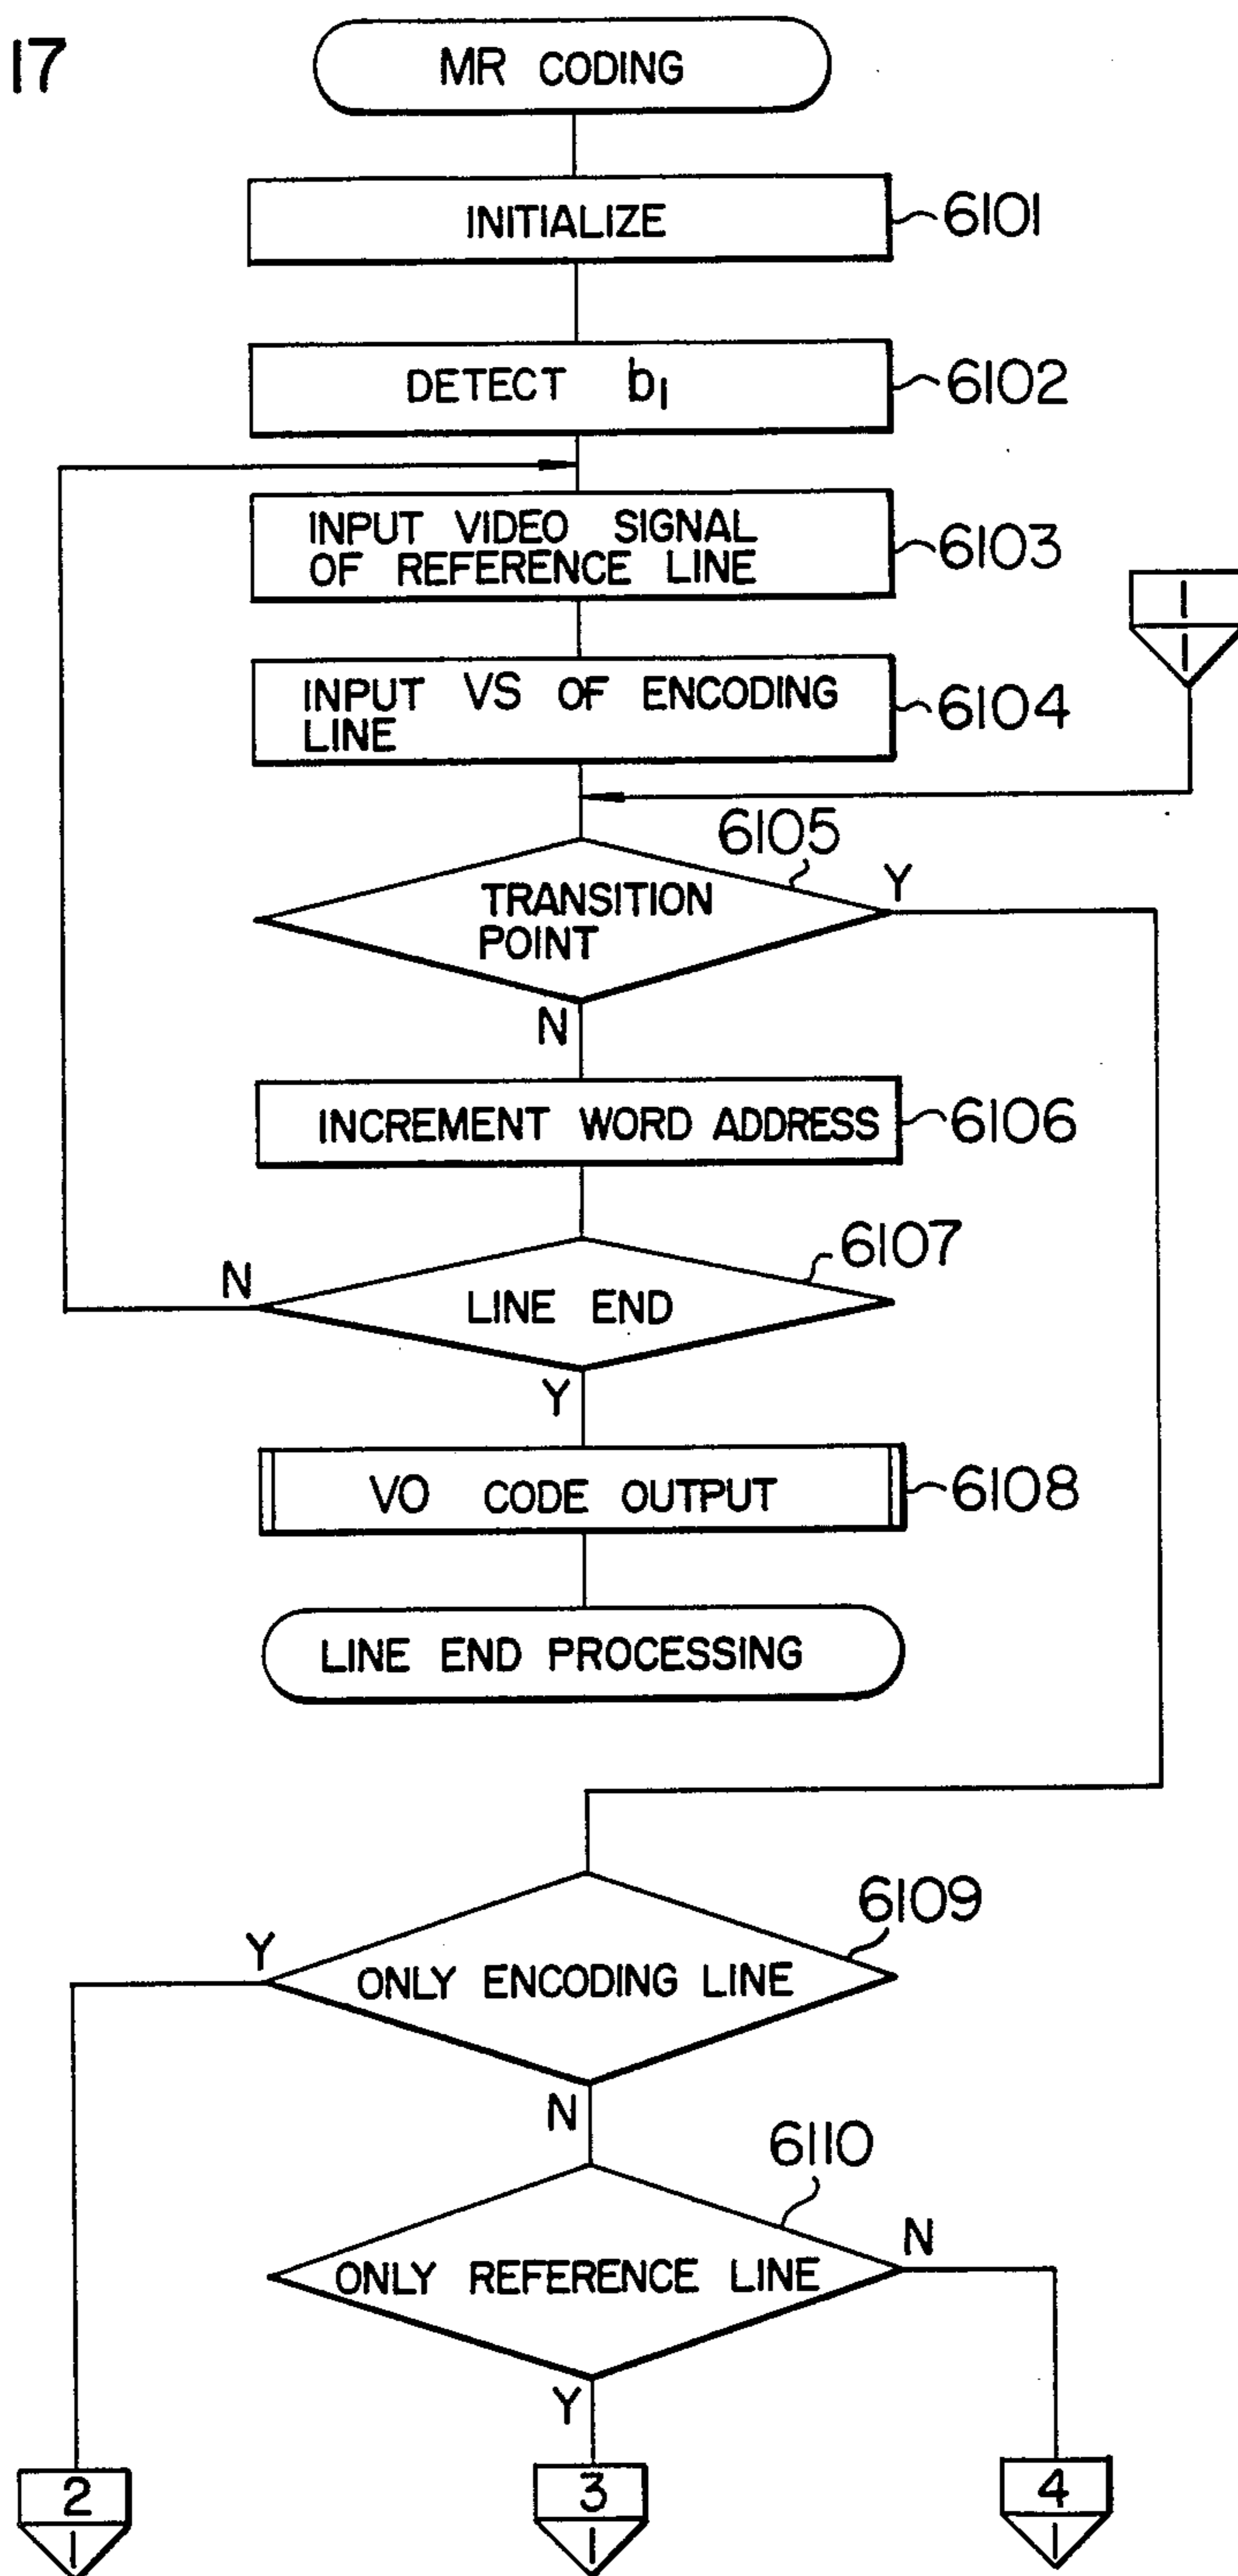 17
MR CODING
INITIALIZE
6101
DETECT b1
6102
INPUT VIDEO SIGNAL
OF REFERENCE LINE
6103
1
1
INPUT VS OF ENCODING
LINE
6104
6105
TRANSITION
POINT
Y
N
INCREMENT WORD ADDRESS
6106
6107
N
LINE END
Y
VO CODE OUTPUT
6108
LINE END PROCESSING
6109
Y
ONLY ENCODING LINE
N
6110
ONLY REFERENCE LINE
N
Y
2
1
3
1
4
1